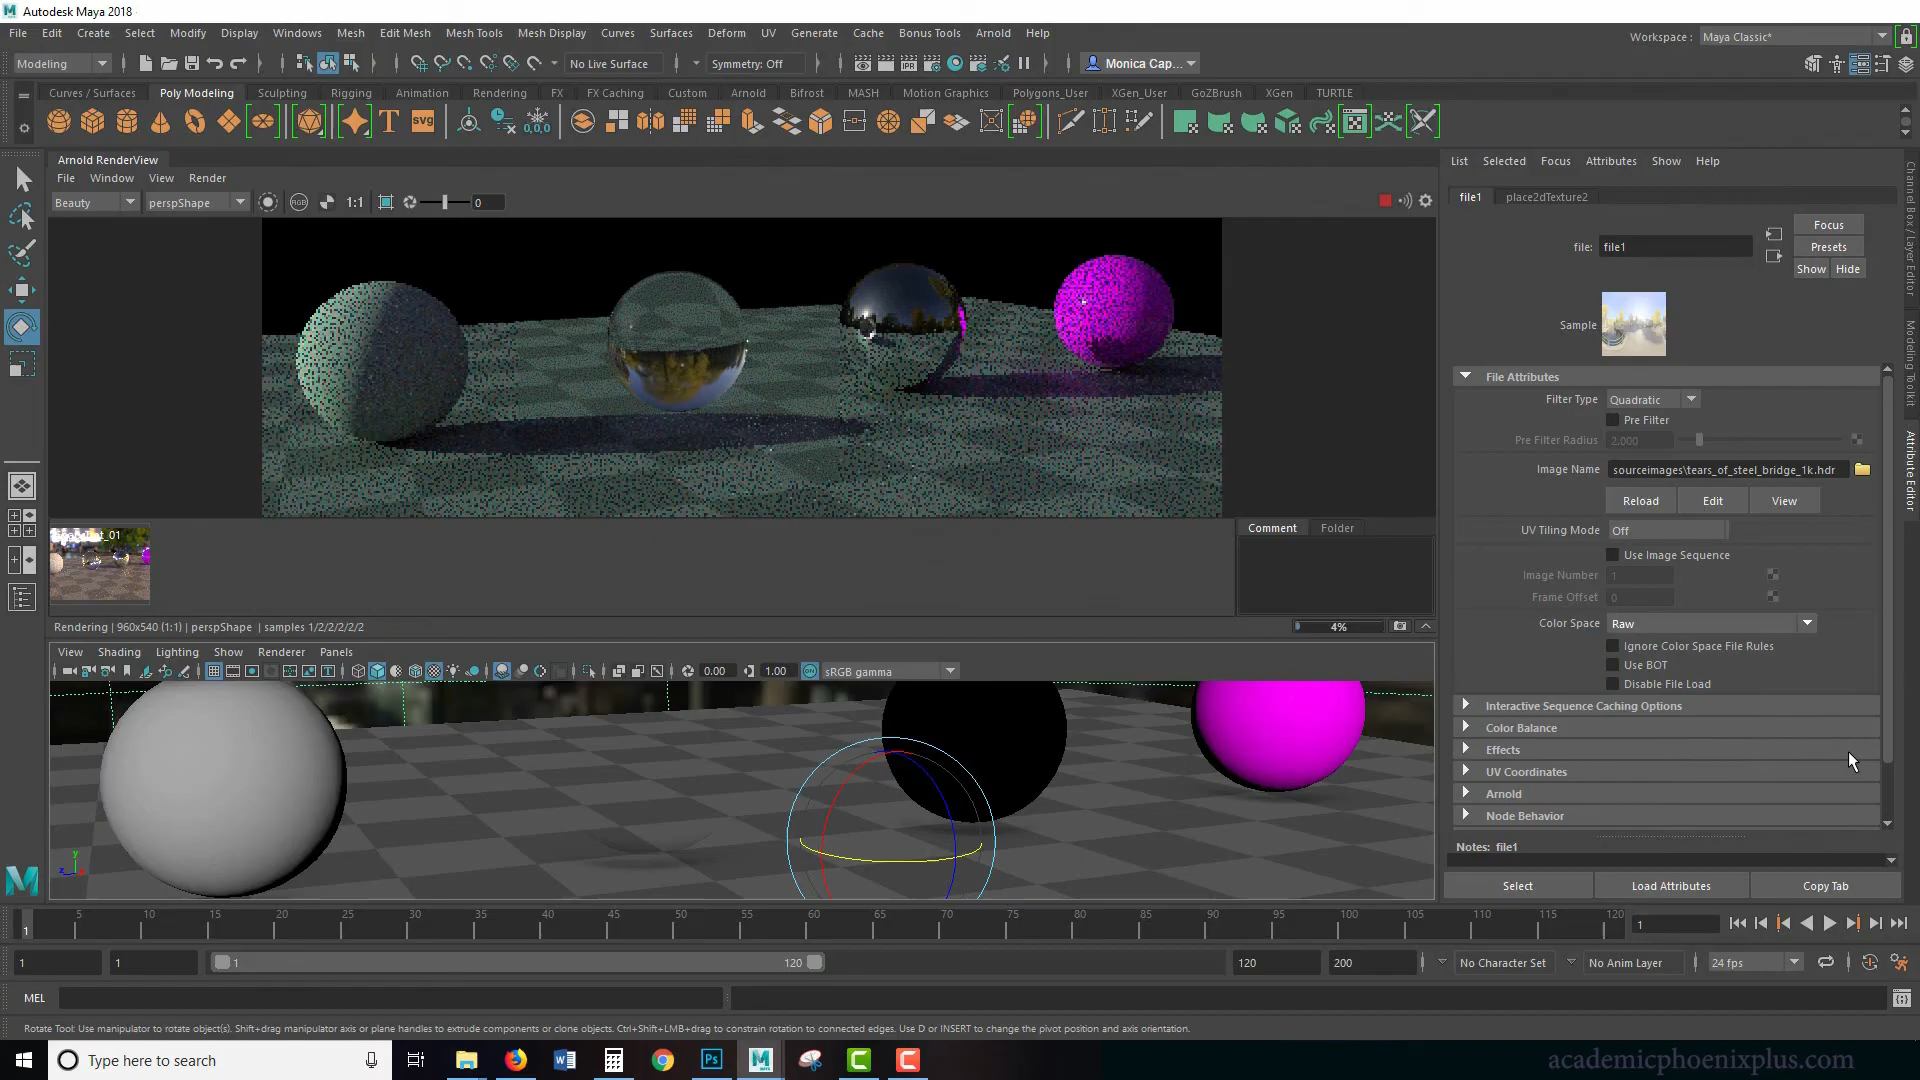 Autodesk Maya 2018
File Edit Create Select Modify Display Windows Mesh Edit Mesh Mesh Tools Mesh Display Curves Surfaces Deform UV Generate Cache Bonus Tools Arnold Help
Workspace : Maya Classic*
Modeling No Live Surface Symmetry: Off Monica Cap...
Curves / Surfaces Poly Modeling Sculpting Rigging Animation Rendering FX FX Caching Custom Arnold Bifrost MASH Motion Graphics Polygons_User XGen_User GoZBrush XGen TURTLE
Arnold RenderView
File Window View Render
Beauty perspShape 1:1 0
List Selected Focus Attributes Show Help
file1 place2dTexture2
Focus
file: file1
Presets
Show Hide
Sample
File Attributes
Filter Type Quadratic
Pre Filter
Pre Filter Radius 2.000
Image Name sourceimages\tears_of_steel_bridge_1k.hdr
Reload Edit View
UV Tiling Mode Off
Use Image Sequence
Image Number 1
Frame Offset 0
Color Space Raw
Ignore Color Space File Rules
Use BOT
Disable File Load
Interactive Sequence Caching Options
Color Balance
Effects
UV Coordinates
Arnold
Node Behavior
Notes: file1
Select Load Attributes Copy Tab
Channel Box / Layer Editor
Modeling Toolkit
Attribute Editor
Comment Folder
Rendering | 960x540 (1:1) | perspShape | samples 1/2/2/2/2/2
4%
View Shading Lighting Show Renderer Panels
0.00 1.00 sRGB gamma
5 10 15 20 25 30 35 40 45 50 55 60 65 70 75 80 85 90 95 100 105 110 115 120
1 1
1 1 1 120 120 200 No Character Set No Anim Layer 24 fps
MEL
Rotate Tool: Use manipulator to rotate object(s). Shift+drag manipulator axis or plane handles to extrude components or clone objects. Ctrl+Shift+LMB+drag to constrain rotation to connected edges. Use D or INSERT to change the pivot position and axis orientation.
Type here to search
academicphoenixplus.com